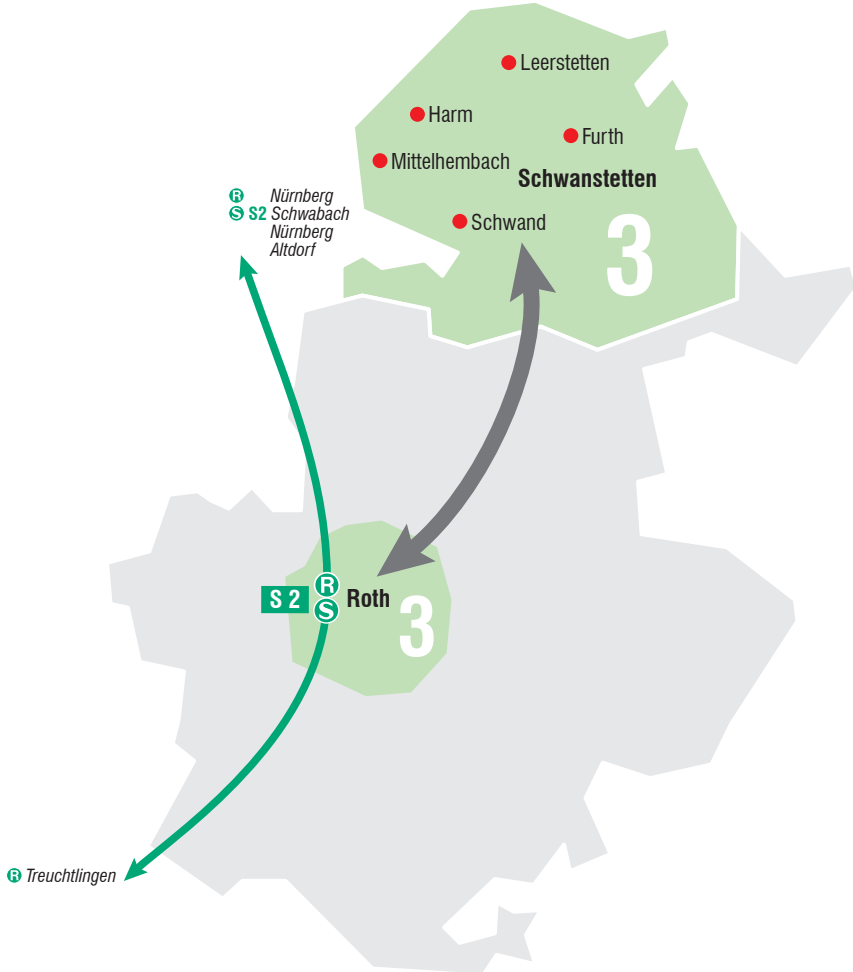 Leerstetten
Harm
Furth
Mittelhembach
Schwanstetten
Schwand
3
R Nürnberg
S S2 Schwabach
Nürnberg
Altdorf
S 2
R
S
Roth
3
R Treuchtlingen